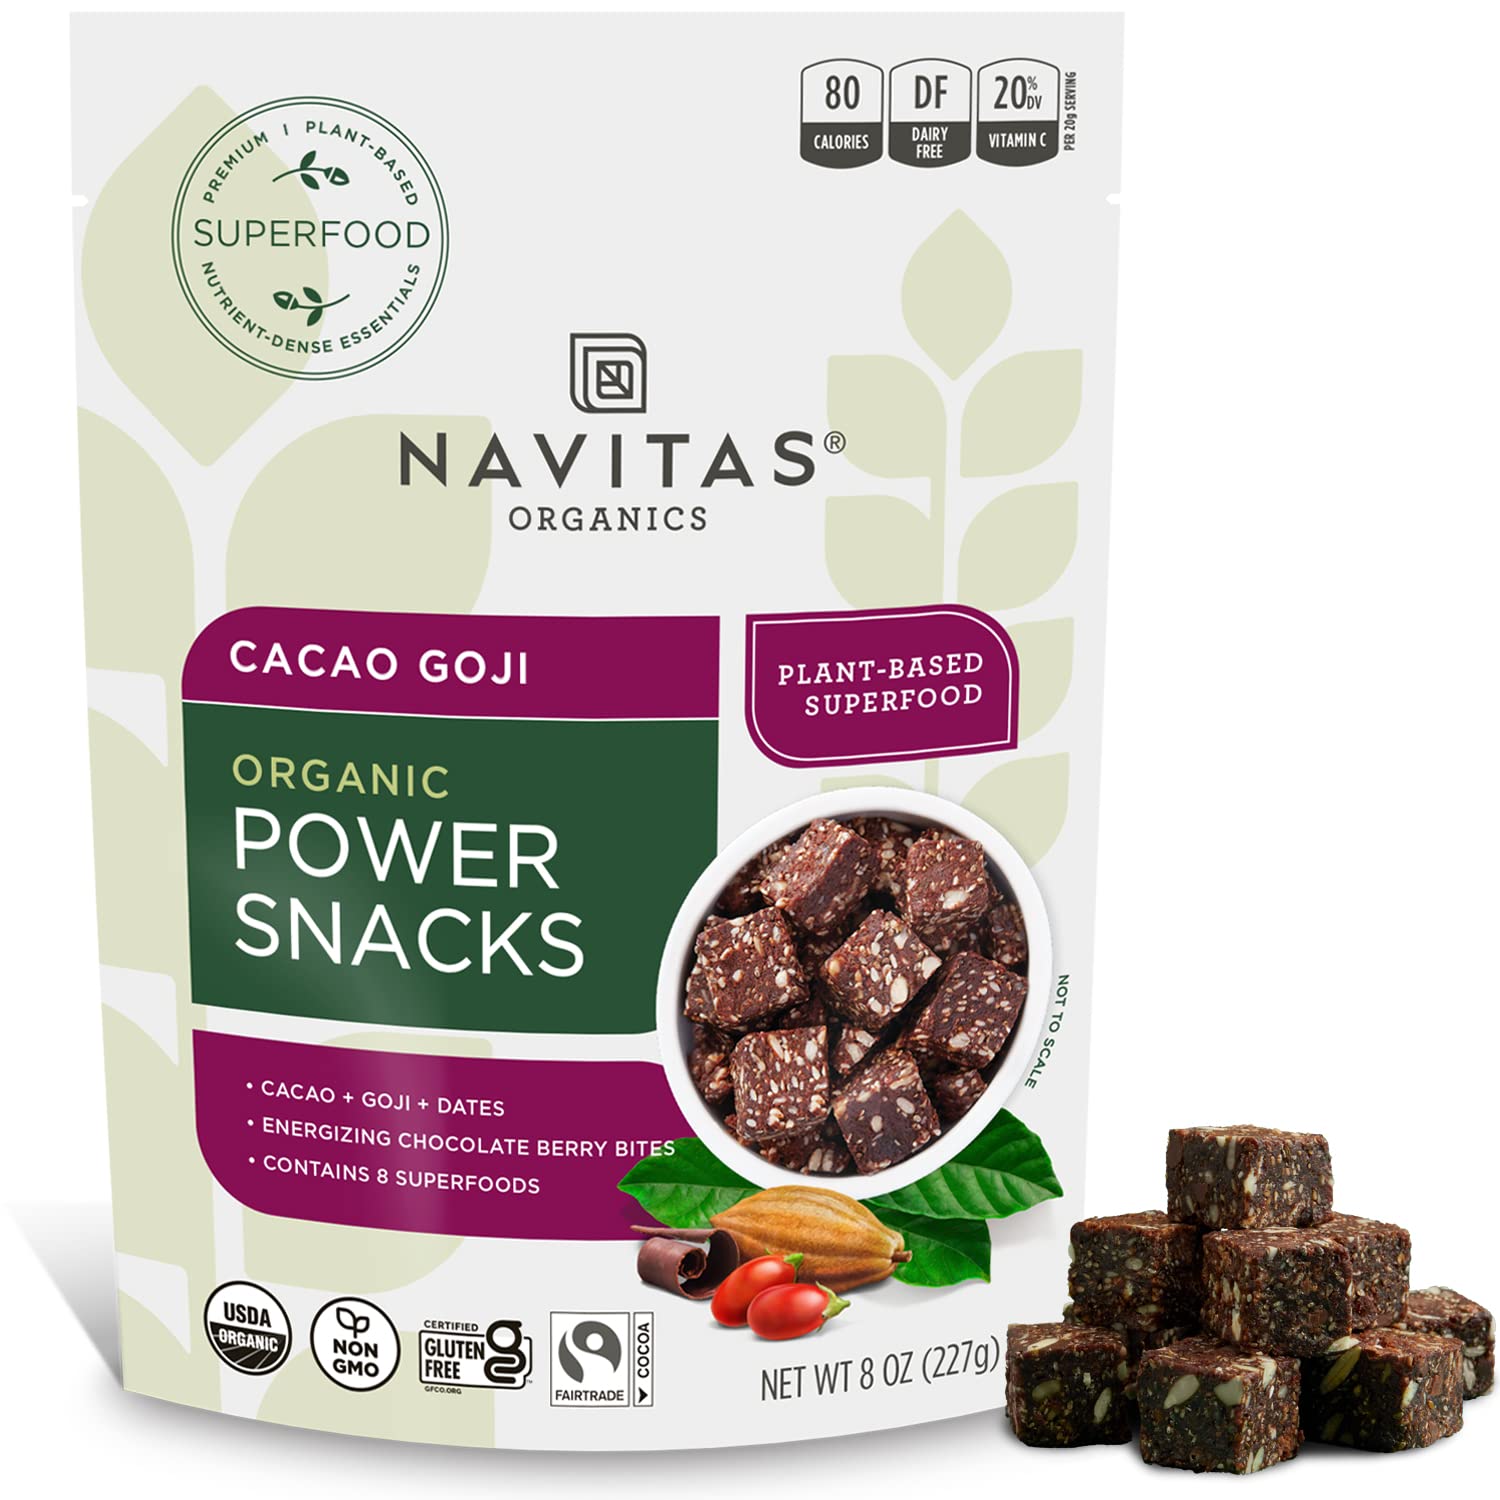 PREMIUM | PLANT-BASED
SUPERFOOD
NUTRIENT-DENSE ESSENTIALS
80
CALORIES
DF
DAIRY
FREE
20% DV
VITAMIN C
PER 20g SERVING
NAVITAS®
ORGANICS
CACAO GOJI
PLANT-BASED
SUPERFOOD
ORGANIC
POWER
SNACKS
• CACAO + GOJI + DATES
• ENERGIZING CHOCOLATE BERRY BITES
• CONTAINS 8 SUPERFOODS
NOT TO SCALE
USDA
ORGANIC
NON
GMO
CERTIFIED
GLUTEN
FREE
GFCO.ORG
g
™
FAIRTRADE
COCOA
NET WT 8 OZ (227g)